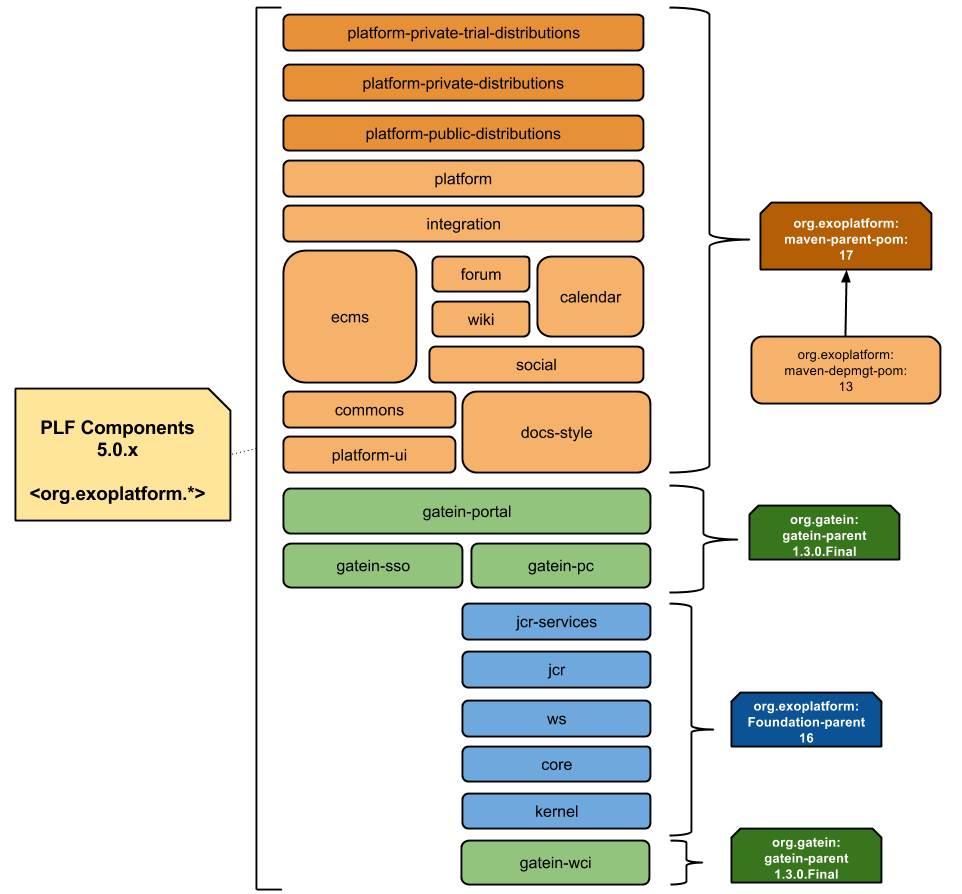 platform-private-trial-distributions
platform-private-distributions
platform-public-distributions
platform
integration
ecms
forum
wiki
calendar
social
commons
platform-ui
docs-style
gatein-portal
gatein-sso
gatein-pc
jcr-services
jcr
ws
core
kernel
gatein-wci
PLF Components
5.0.x
<org.exoplatform.*>
org.exoplatform:
maven-parent-pom:
17
org.exoplatform:
maven-depmgt-pom:
13
org.gatein:
gatein-parent
1.3.0.Final
org.exoplatform:
Foundation-parent
16
org.gatein:
gatein-parent
1.3.0.Final